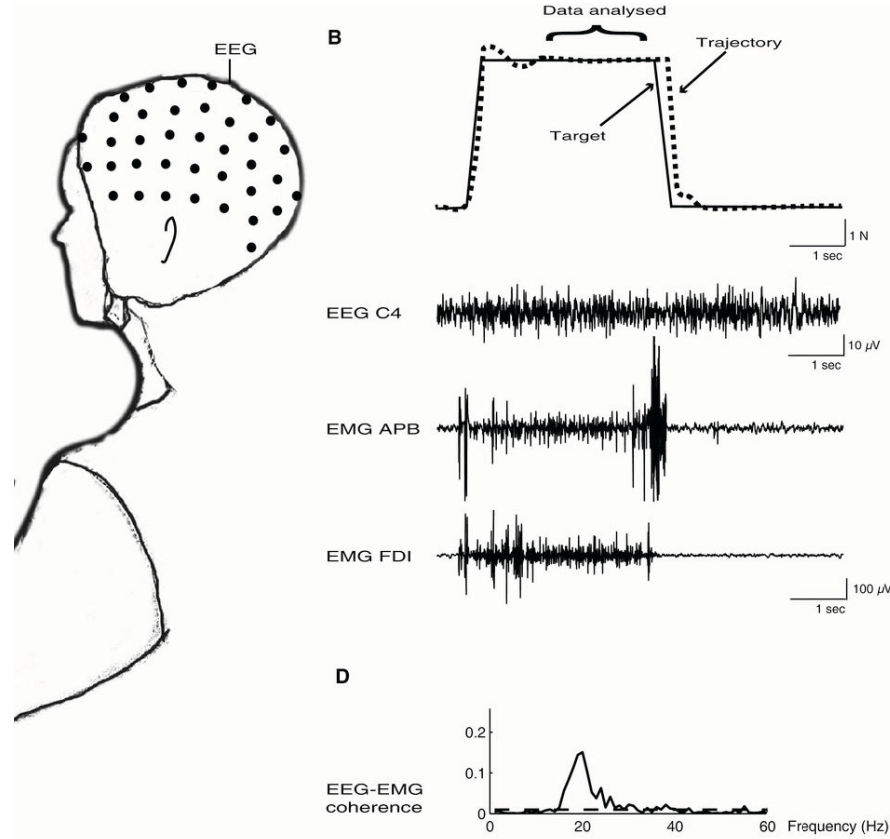 EEG
B
Data analysed
Trajectory
Target
1 N
1 sec
EEG C4
10 µV
1 sec
EMG APB
EMG FDI
100 µV
1 sec
D
0.2
0.1
0
EEG-EMG
coherence
0 20 40 60 Frequency (Hz)